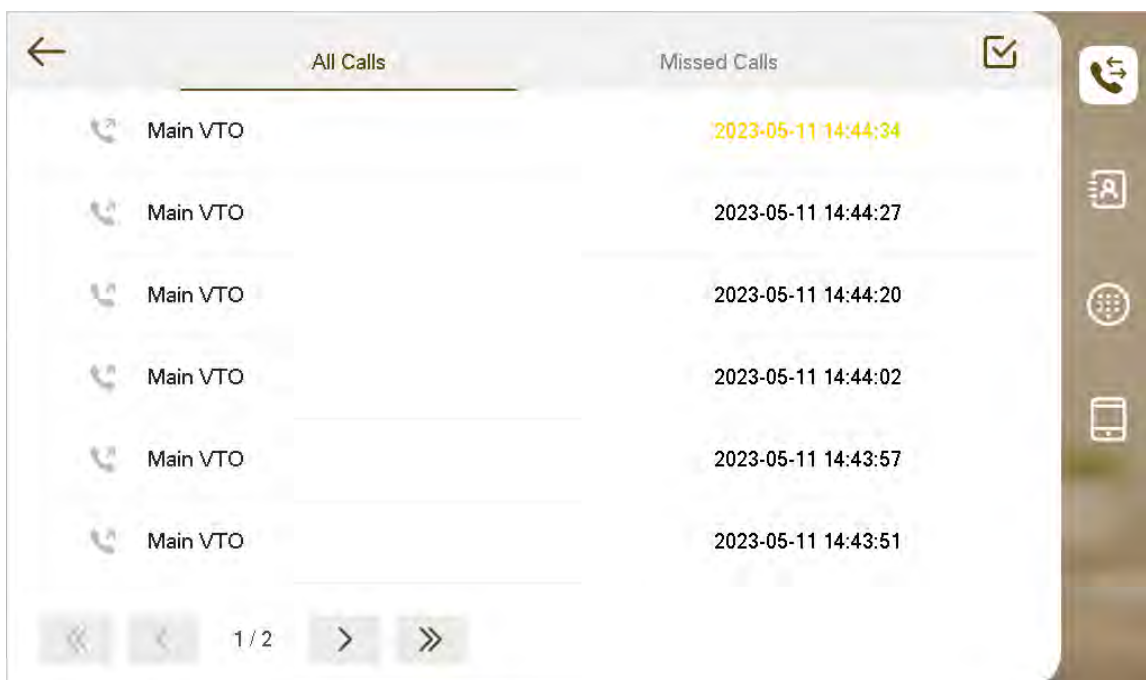 All Calls Missed Calls
Main VTO 2023-05-11 14:44:34
Main VTO 2023-05-11 14:44:27
Main VTO 2023-05-11 14:44:20
Main VTO 2023-05-11 14:44:02
Main VTO 2023-05-11 14:43:57
Main VTO 2023-05-11 14:43:51
1 / 2